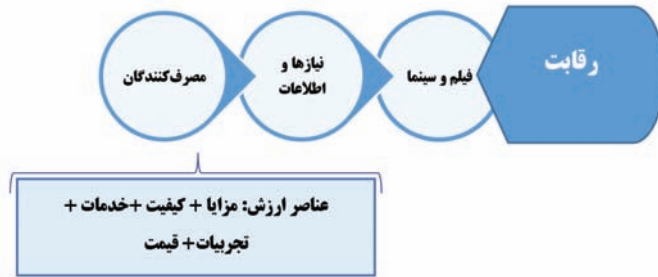 رقابت
فیلم و سینما
نیازها و
اطلاعات
مصرف‌کنندگان
عناصر ارزش: مزایا + کیفیت +خدمات +
تجربیات+ قیمت